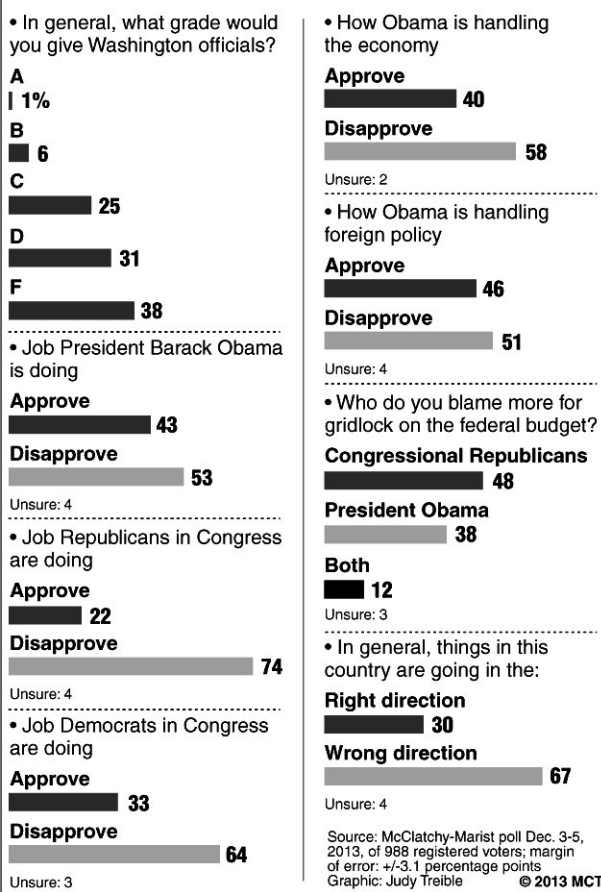 • In general, what grade would
you give Washington officials?
A
1%
B
6
C
25
D
31
F
38
• Job President Barack Obama
is doing
Approve
43
Disapprove
53
Unsure: 4
• Job Republicans in Congress
are doing
Approve
22
Disapprove
74
Unsure: 4
• Job Democrats in Congress
are doing
Approve
33
Disapprove
64
Unsure: 3
• How Obama is handling
the economy
Approve
40
Disapprove
58
Unsure: 2
• How Obama is handling
foreign policy
Approve
46
Disapprove
51
Unsure: 4
• Who do you blame more for
gridlock on the federal budget?
Congressional Republicans
48
President Obama
38
Both
12
Unsure: 3
• In general, things in this
country are going in the:
Right direction
30
Wrong direction
67
Unsure: 4
Source: McClatchy-Marist poll Dec. 3-5,
2013, of 988 registered voters; margin
of error: +/-3.1 percentage points
Graphic: Judy Treible © 2013 MCT